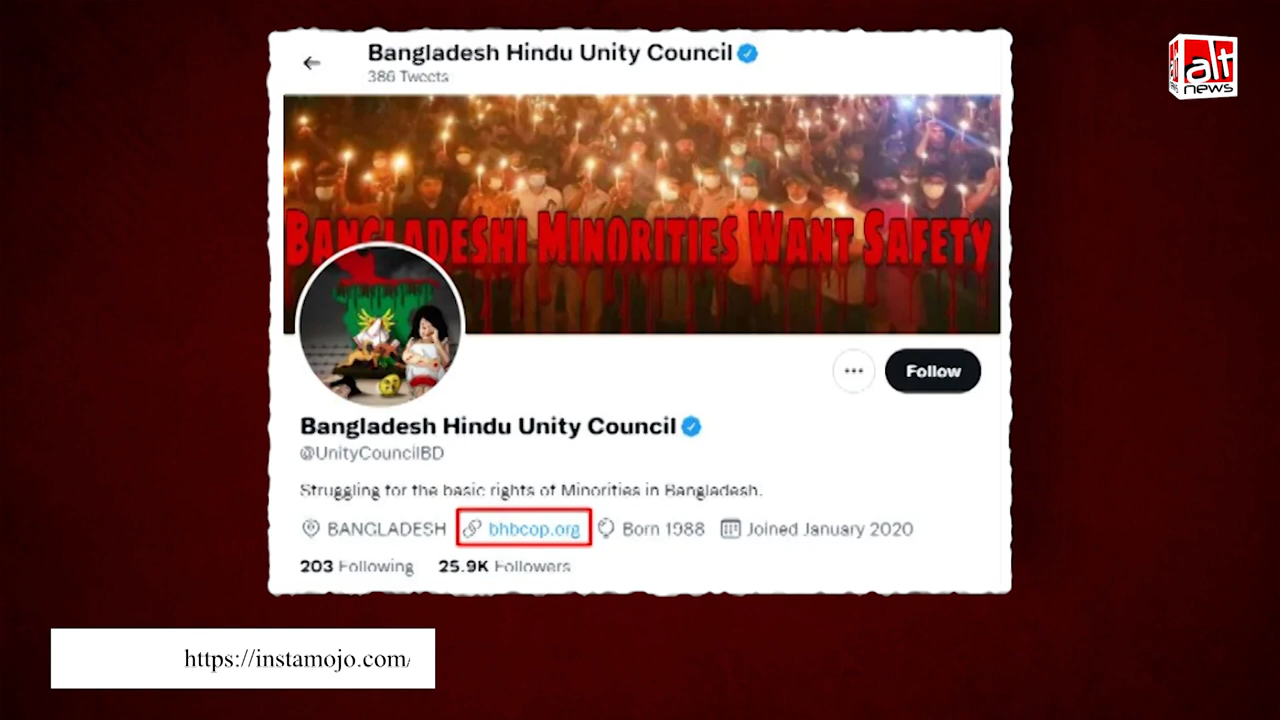 Bangladesh Hindu Unity Council
386 Tweets
alt
news
BANGLADESHI MINORITIES WANT SAFETY
Follow
Bangladesh Hindu Unity Council
@UnityCouncilBD
Struggling for the basic rights of Minorities in Bangladesh.
BANGLADESH bhbcop.org Born 1988 Joined January 2020
203 Following 25.9K Followers
https://instamojo.com/